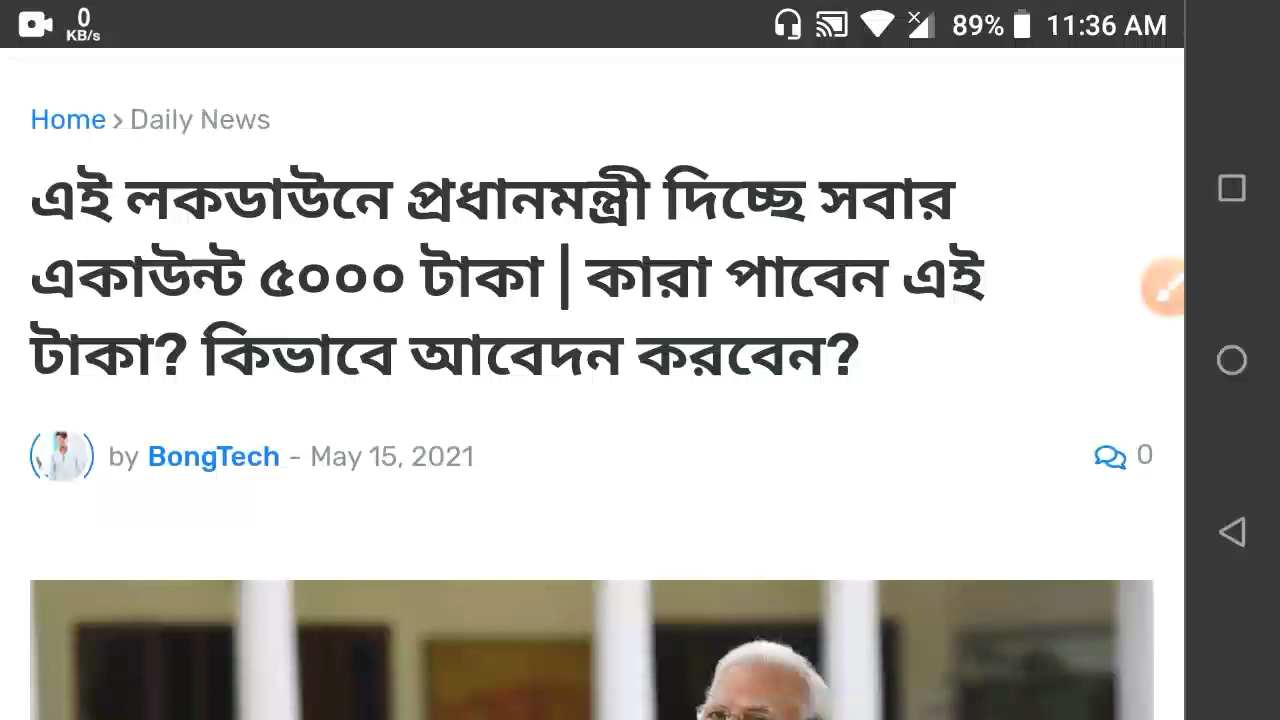 0
KB/s
89% 11:36 AM
Home › Daily News
এই লকডাউনে প্রধানমন্ত্রী দিচ্ছে সবার
একাউন্ট ৫০০০ টাকা | কারা পাবেন এই
টাকা? কিভাবে আবেদন করবেন?
by BongTech - May 15, 2021
0